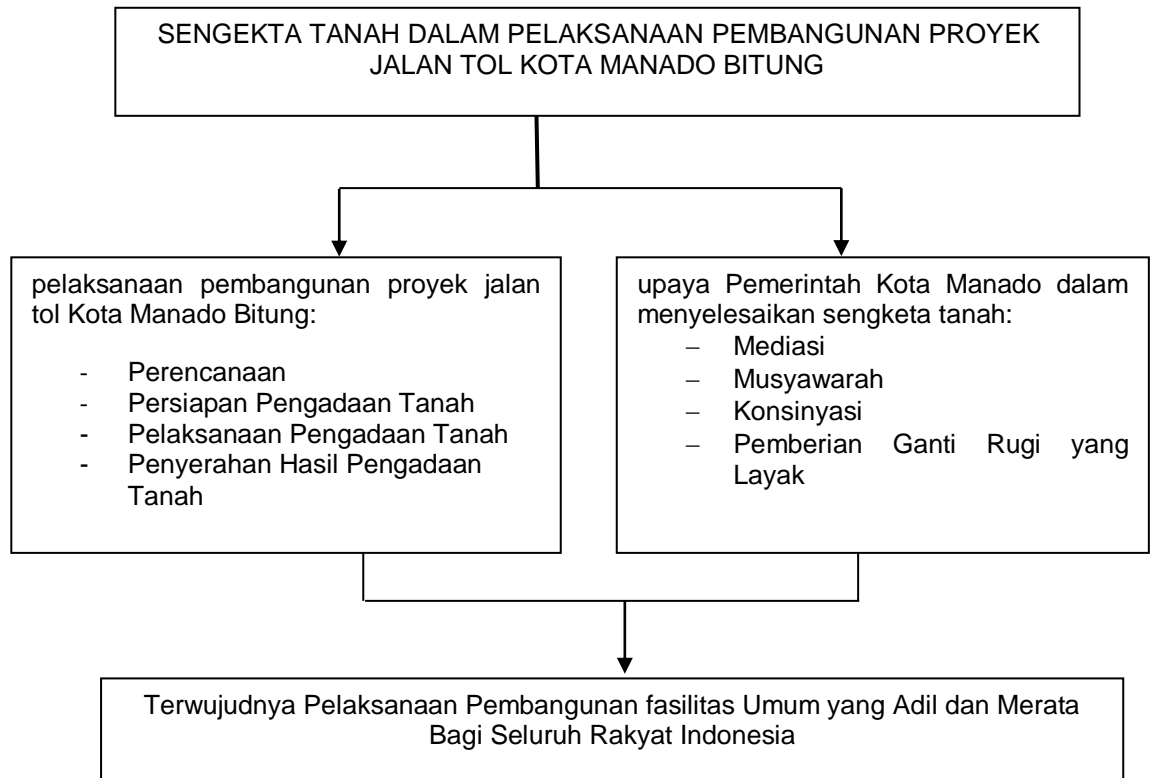 SENGEKTA TANAH DALAM PELAKSANAAN PEMBANGUNAN PROYEK
JALAN TOL KOTA MANADO BITUNG
pelaksanaan pembangunan proyek jalan
tol Kota Manado Bitung:
- Perencanaan
- Persiapan Pengadaan Tanah
- Pelaksanaan Pengadaan Tanah
- Penyerahan Hasil Pengadaan
Tanah
upaya Pemerintah Kota Manado dalam
menyelesaikan sengketa tanah:
– Mediasi
– Musyawarah
– Konsinyasi
– Pemberian Ganti Rugi yang
Layak
Terwujudnya Pelaksanaan Pembangunan fasilitas Umum yang Adil dan Merata
Bagi Seluruh Rakyat Indonesia